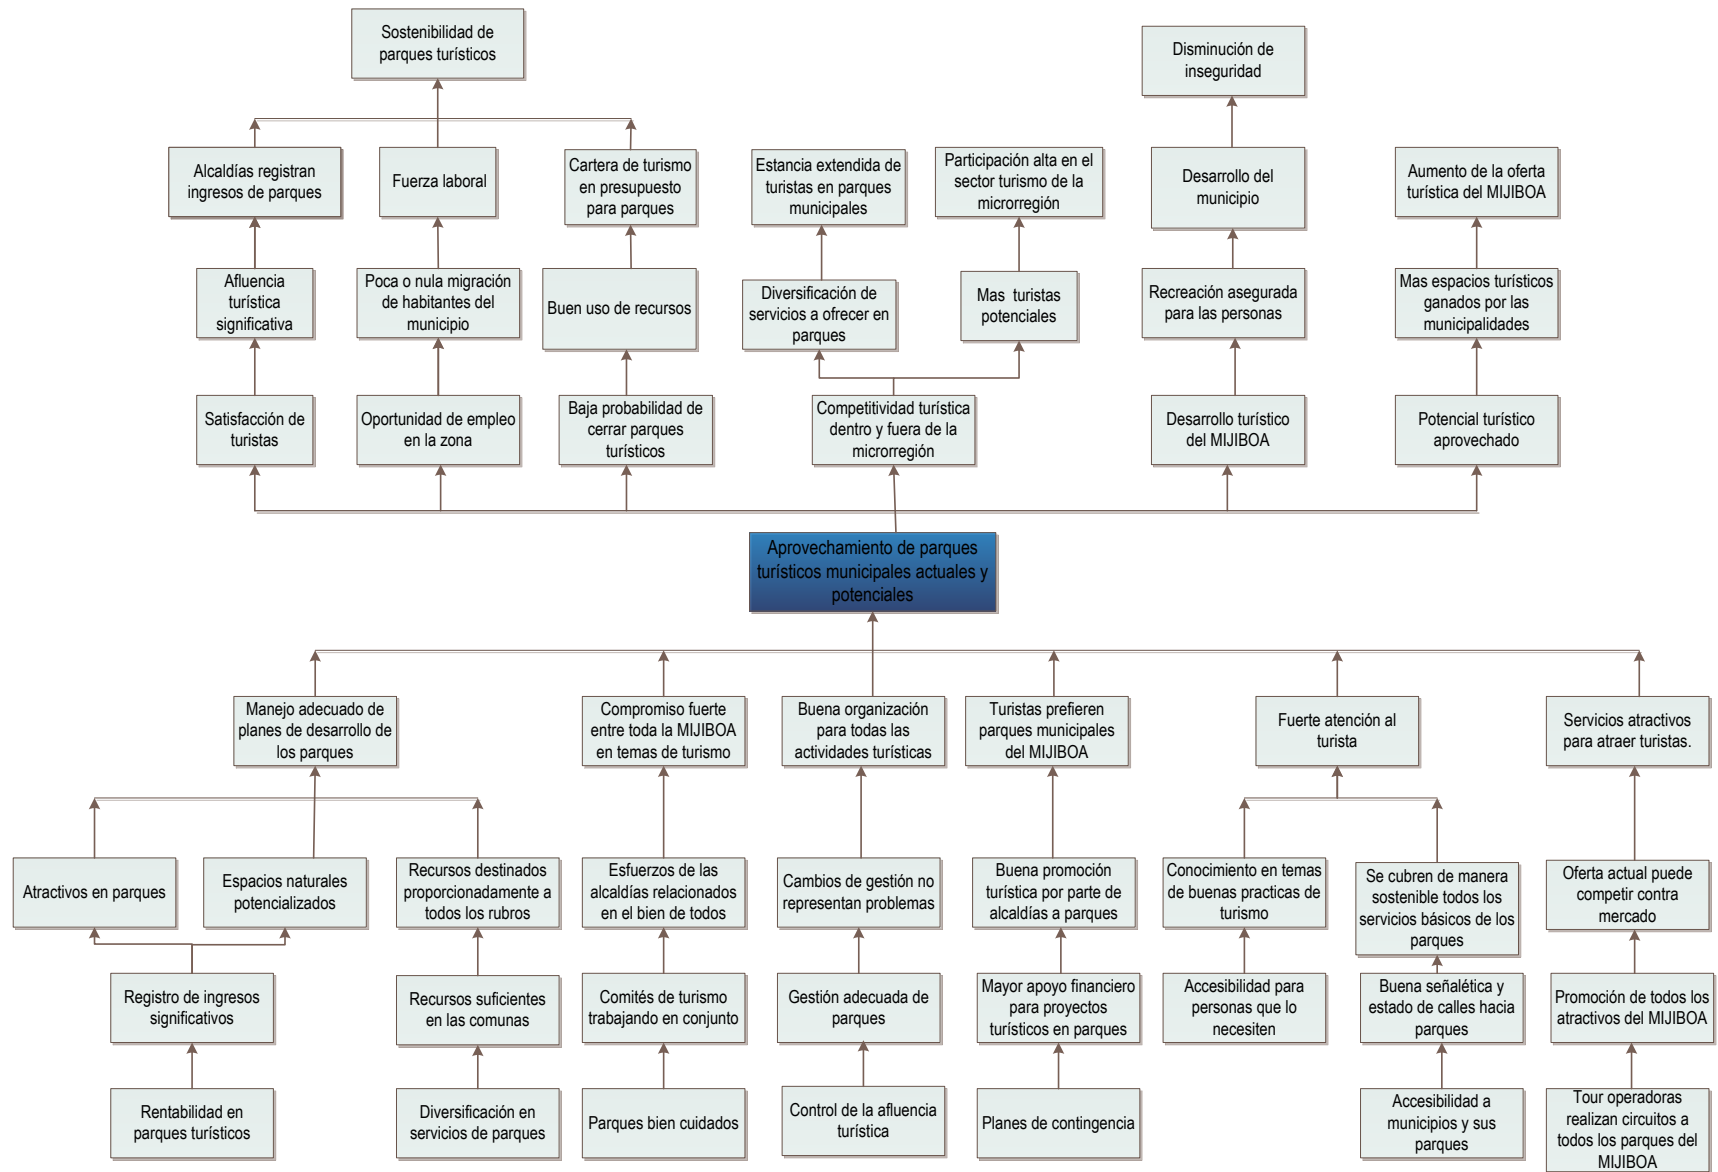 Sostenibilidad de
parques turísticos
Disminución de
inseguridad
Alcaldías registran
ingresos de parques
Fuerza laboral
Cartera de turismo
en presupuesto
para parques
Estancia extendida de
turistas en parques
municipales
Participación alta en el
sector turismo de la
microrregión
Desarrollo del
municipio
Aumento de la oferta
turística del MIJIBOA
Afluencia
turística
significativa
Poca o nula migración
de habitantes del
municipio
Buen uso de recursos
Diversificación de
servicios a ofrecer en
parques
Mas turistas
potenciales
Recreación asegurada
para las personas
Mas espacios turísticos
ganados por las
municipalidades
Satisfacción de
turistas
Oportunidad de empleo
en la zona
Baja probabilidad de
cerrar parques
turísticos
Competitividad turística
dentro y fuera de la
microrregión
Desarrollo turístico
del MIJIBOA
Potencial turístico
aprovechado
Aprovechamiento de parques
turísticos municipales actuales y
potenciales
Manejo adecuado de
planes de desarrollo de
los parques
Compromiso fuerte
entre toda la MIJIBOA
en temas de turismo
Buena organización
para todas las
actividades turísticas
Turistas prefieren
parques municipales
del MIJIBOA
Fuerte atención al
turista
Servicios atractivos
para atraer turistas.
Atractivos en parques
Espacios naturales
potencializados
Recursos destinados
proporcionadamente a
todos los rubros
Esfuerzos de las
alcaldías relacionados
en el bien de todos
Cambios de gestión no
representan problemas
Buena promoción
turística por parte de
alcaldías a parques
Conocimiento en temas
de buenas practicas de
turismo
Se cubren de manera
sostenible todos los
servicios básicos de los
parques
Oferta actual puede
competir contra
mercado
Registro de ingresos
significativos
Recursos suficientes
en las comunas
Comités de turismo
trabajando en conjunto
Gestión adecuada de
parques
Mayor apoyo financiero
para proyectos
turísticos en parques
Accesibilidad para
personas que lo
necesiten
Buena señalética y
estado de calles hacia
parques
Promoción de todos los
atractivos del MIJIBOA
Rentabilidad en
parques turísticos
Diversificación en
servicios de parques
Parques bien cuidados
Control de la afluencia
turística
Planes de contingencia
Accesibilidad a
municipios y sus
parques
Tour operadoras
realizan circuitos a
todos los parques del
MIJIBOA